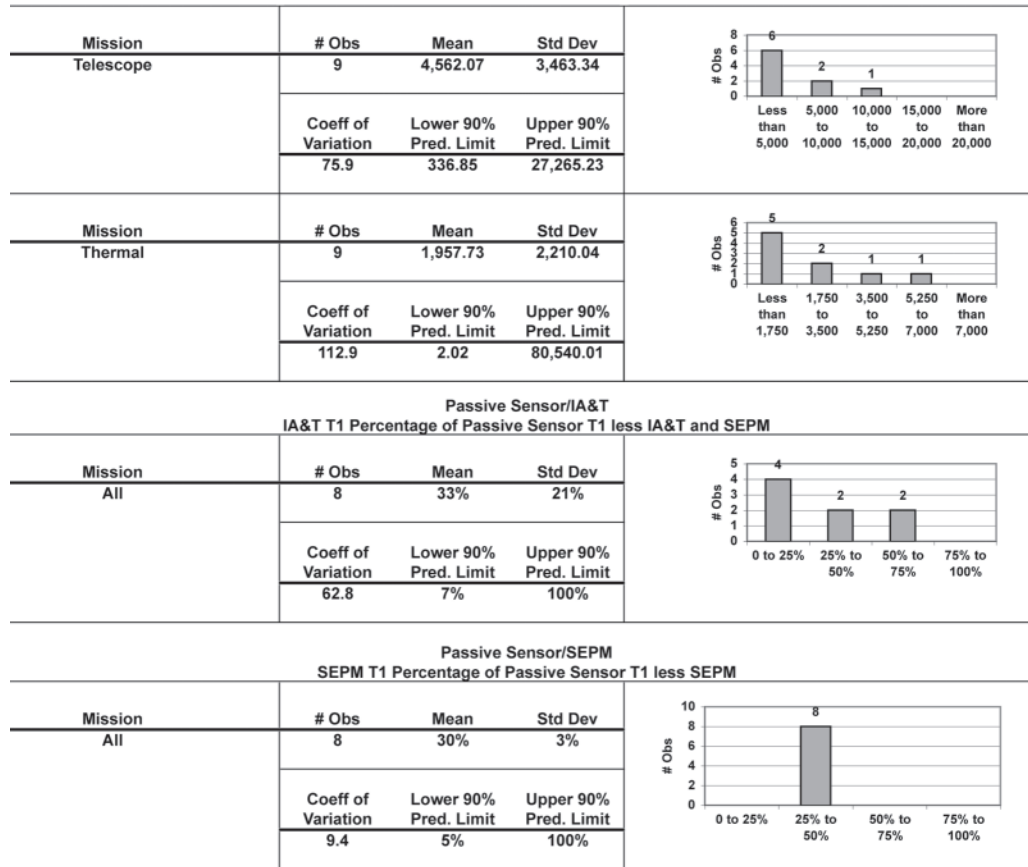 Mission # Obs Mean Std Dev
Telescope 9 4,562.07 3,463.34
Coeff of Lower 90% Upper 90%
Variation Pred. Limit Pred. Limit
75.9 336.85 27,265.23
# Obs
8
6
4
2
0
6
2
1
Less 5,000 10,000 15,000 More
than to to to than
5,000 10,000 15,000 20,000 20,000
Mission # Obs Mean Std Dev
Thermal 9 1,957.73 2,210.04
Coeff of Lower 90% Upper 90%
Variation Pred. Limit Pred. Limit
112.9 2.02 80,540.01
# Obs
6
5
4
3
2
1
0
5
2
1
1
Less 1,750 3,500 5,250 More
than to to to than
1,750 3,500 5,250 7,000 7,000
Passive Sensor/IA&T
IA&T T1 Percentage of Passive Sensor T1 less IA&T and SEPM
Mission # Obs Mean Std Dev
All 8 33% 21%
Coeff of Lower 90% Upper 90%
Variation Pred. Limit Pred. Limit
62.8 7% 100%
# Obs
5
4
3
2
1
0
4
2
2
0 to 25% 25% to 50% to 75% to
50% 75% 100%
Passive Sensor/SEPM
SEPM T1 Percentage of Passive Sensor T1 less SEPM
Mission # Obs Mean Std Dev
All 8 30% 3%
Coeff of Lower 90% Upper 90%
Variation Pred. Limit Pred. Limit
9.4 5% 100%
# Obs
10
8
6
4
2
0
8
0 to 25% 25% to 50% to 75% to
50% 75% 100%